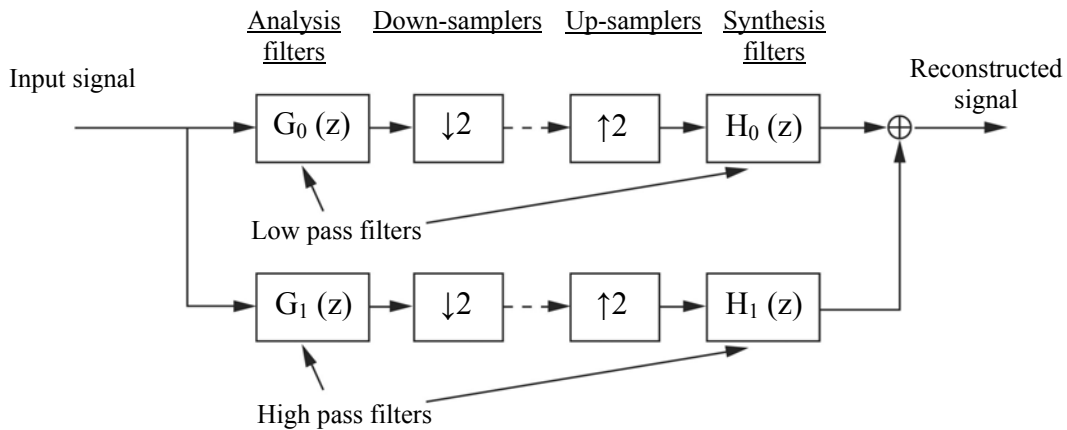 Analysis filters
Down-samplers
Up-samplers
Synthesis filters
Input signal
Reconstructed signal
G₀ (z)
↓2
↑2
H₀ (z)
Low pass filters
G₁ (z)
↓2
↑2
H₁ (z)
High pass filters